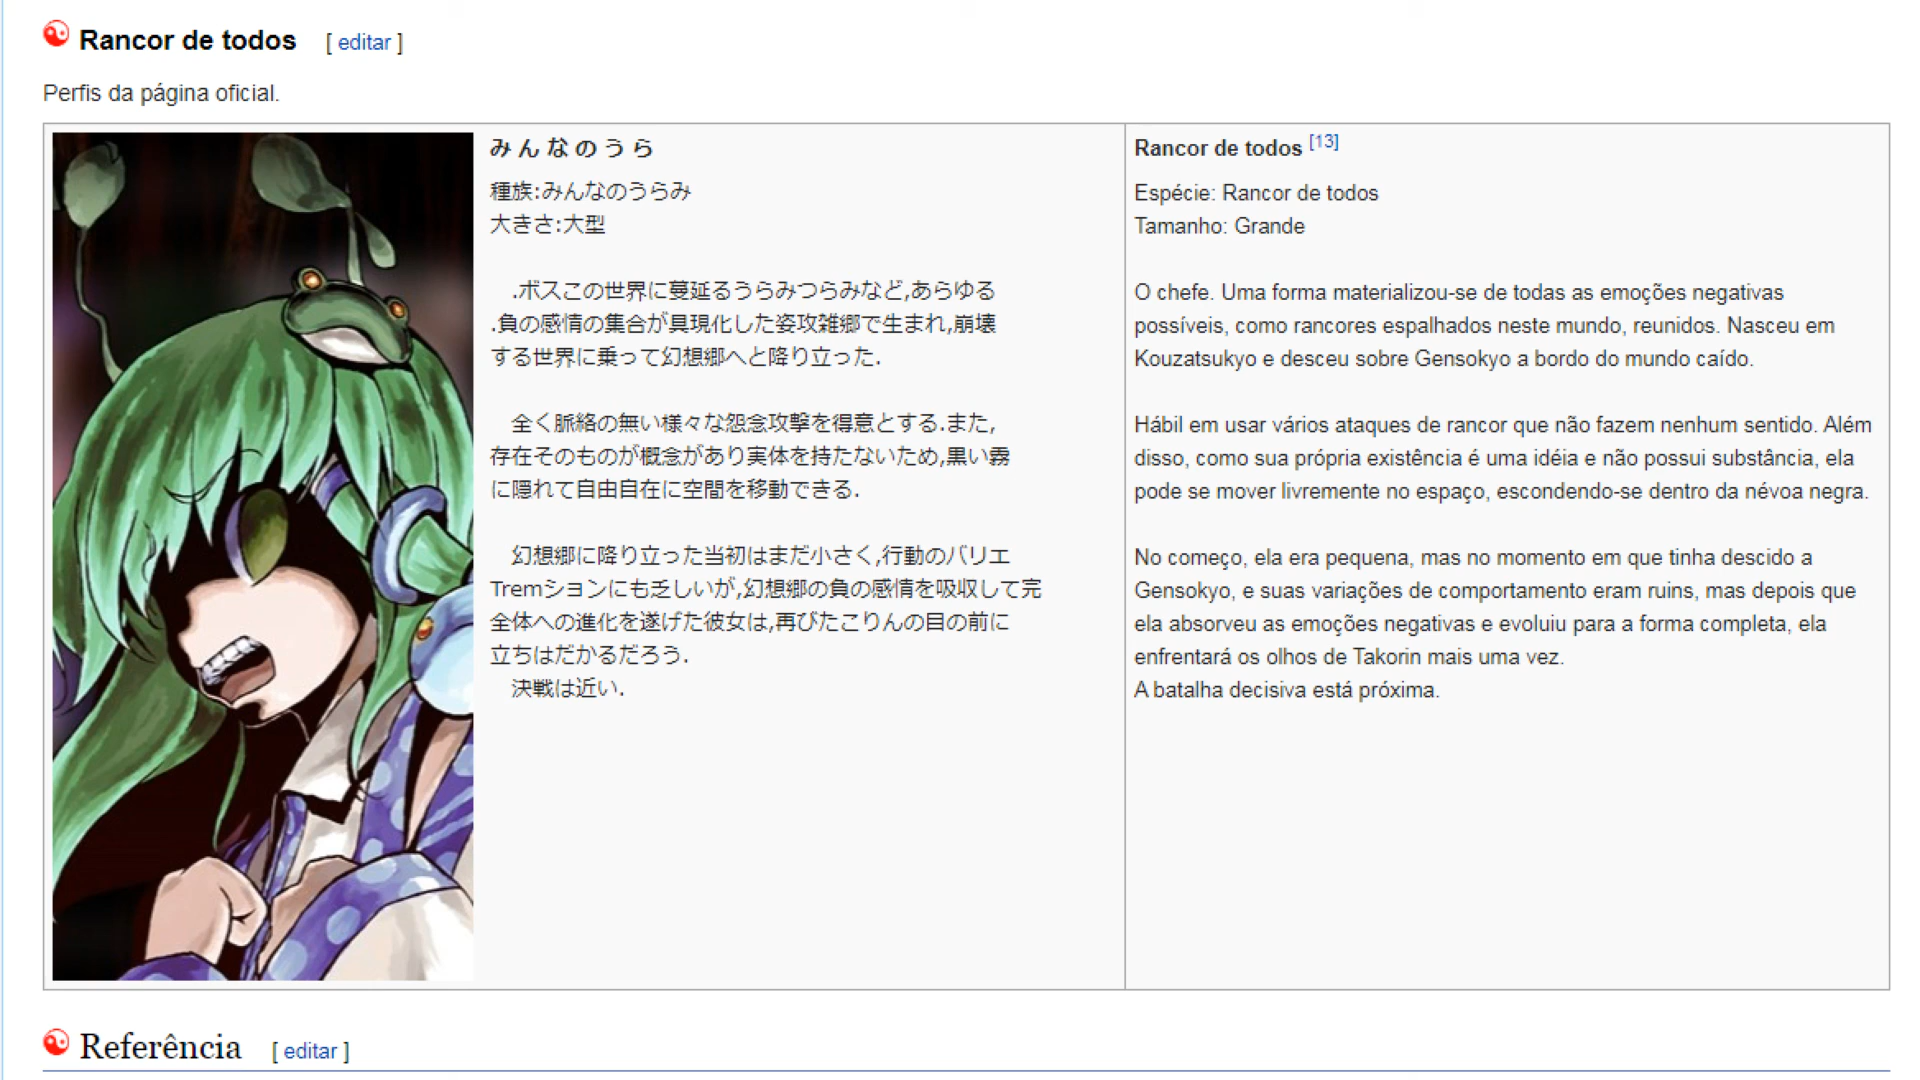 Rancor de todos [ editar ]
Perfis da página oficial.
みんなのうら
種族:みんなのうらみ
大きさ:大型
.ボスこの世界に蔓延るうらみつらみなど,あらゆる
.負の感情の集合が具現化した姿攻雑郷で生まれ,崩壊
する世界に乗って幻想郷へと降り立った.
全く脈絡の無い様々な怨念攻撃を得意とする.また,
存在そのものが概念があり実体を持たないため,黒い霧
に隠れて自由自在に空間を移動できる.
幻想郷に降り立った当初はまだ小さく,行動のバリエ
Tremションにも乏しいが,幻想郷の負の感情を吸収して完
全体への進化を遂げた彼女は,再びたこりんの目の前に
立ちはだかるだろう.
決戦は近い.
Rancor de todos [13]
Espécie: Rancor de todos
Tamanho: Grande
O chefe. Uma forma materializou-se de todas as emoções negativas
possíveis, como rancores espalhados neste mundo, reunidos. Nasceu em
Kouzatsukyo e desceu sobre Gensokyo a bordo do mundo caído.
Hábil em usar vários ataques de rancor que não fazem nenhum sentido. Além
disso, como sua própria existência é uma idéia e não possui substância, ela
pode se mover livremente no espaço, escondendo-se dentro da névoa negra.
No começo, ela era pequena, mas no momento em que tinha descido a
Gensokyo, e suas variações de comportamento eram ruins, mas depois que
ela absorveu as emoções negativas e evoluiu para a forma completa, ela
enfrentará os olhos de Takorin mais uma vez.
A batalha decisiva está próxima.
Referência [ editar ]